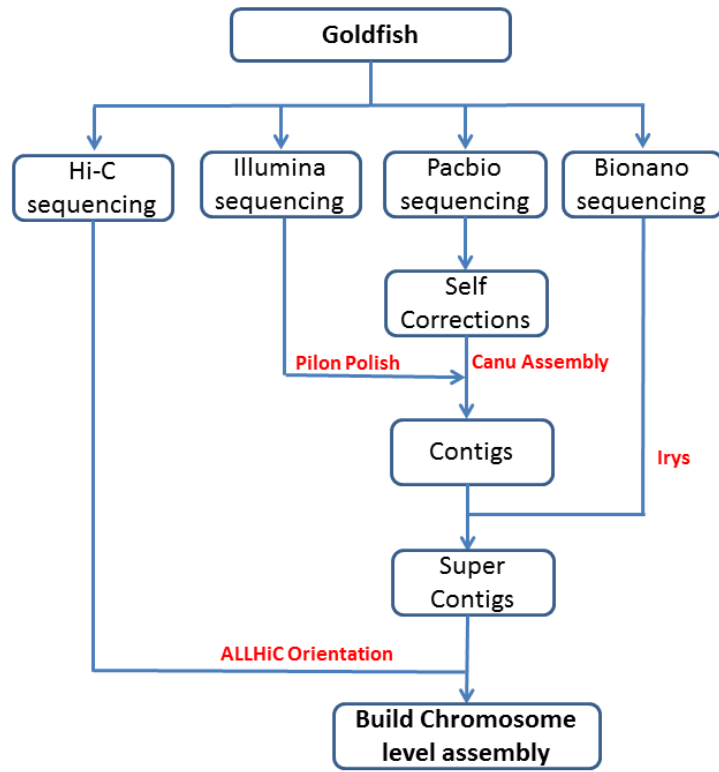 Goldfish
Hi-C
sequencing
Illumina
sequencing
Pacbio
sequencing
Bionano
sequencing
Self
Corrections
Pilon Polish
Canu Assembly
Contigs
Irys
Super
Contigs
ALLHiC Orientation
Build Chromosome
level assembly